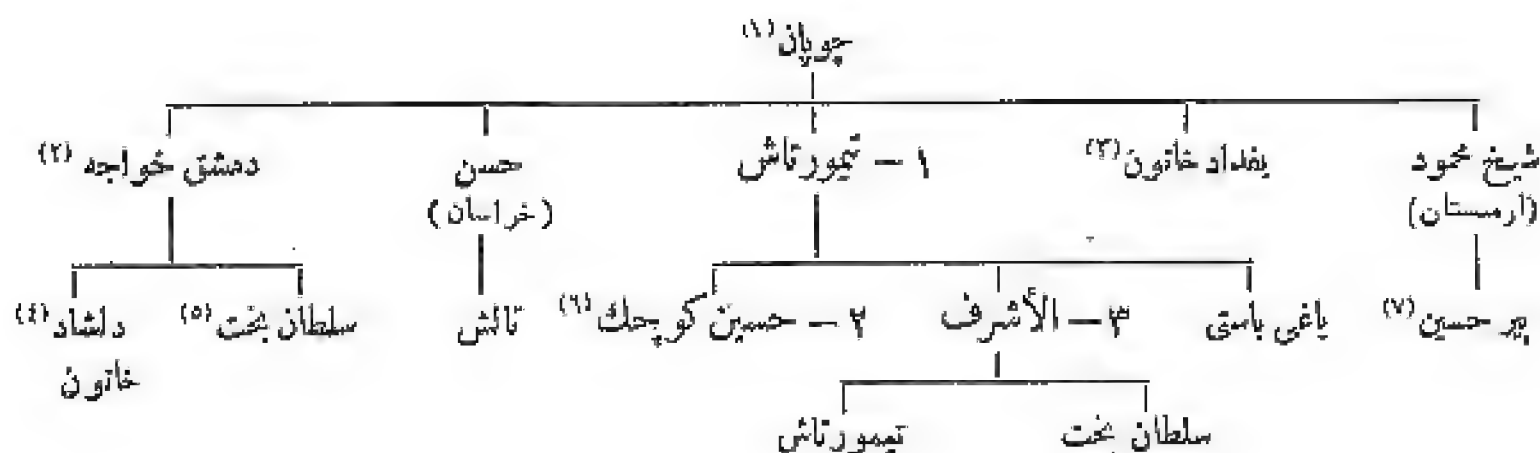 چوپان (١)
شيخ محمود
(أرمستان)
بغداد خاتون (٣)
١ – تيمورتاش
حسن
(خراسان)
دمشق خواجه (٢)
پير حسين (٧)
ياغى باستى
٣ – الأشرف
٢ – حسين كوچك (٦)
تالش
سلطان بخت (٥)
دلشاد (٤)
خاتون
سلطان بخت
تيمورتاش